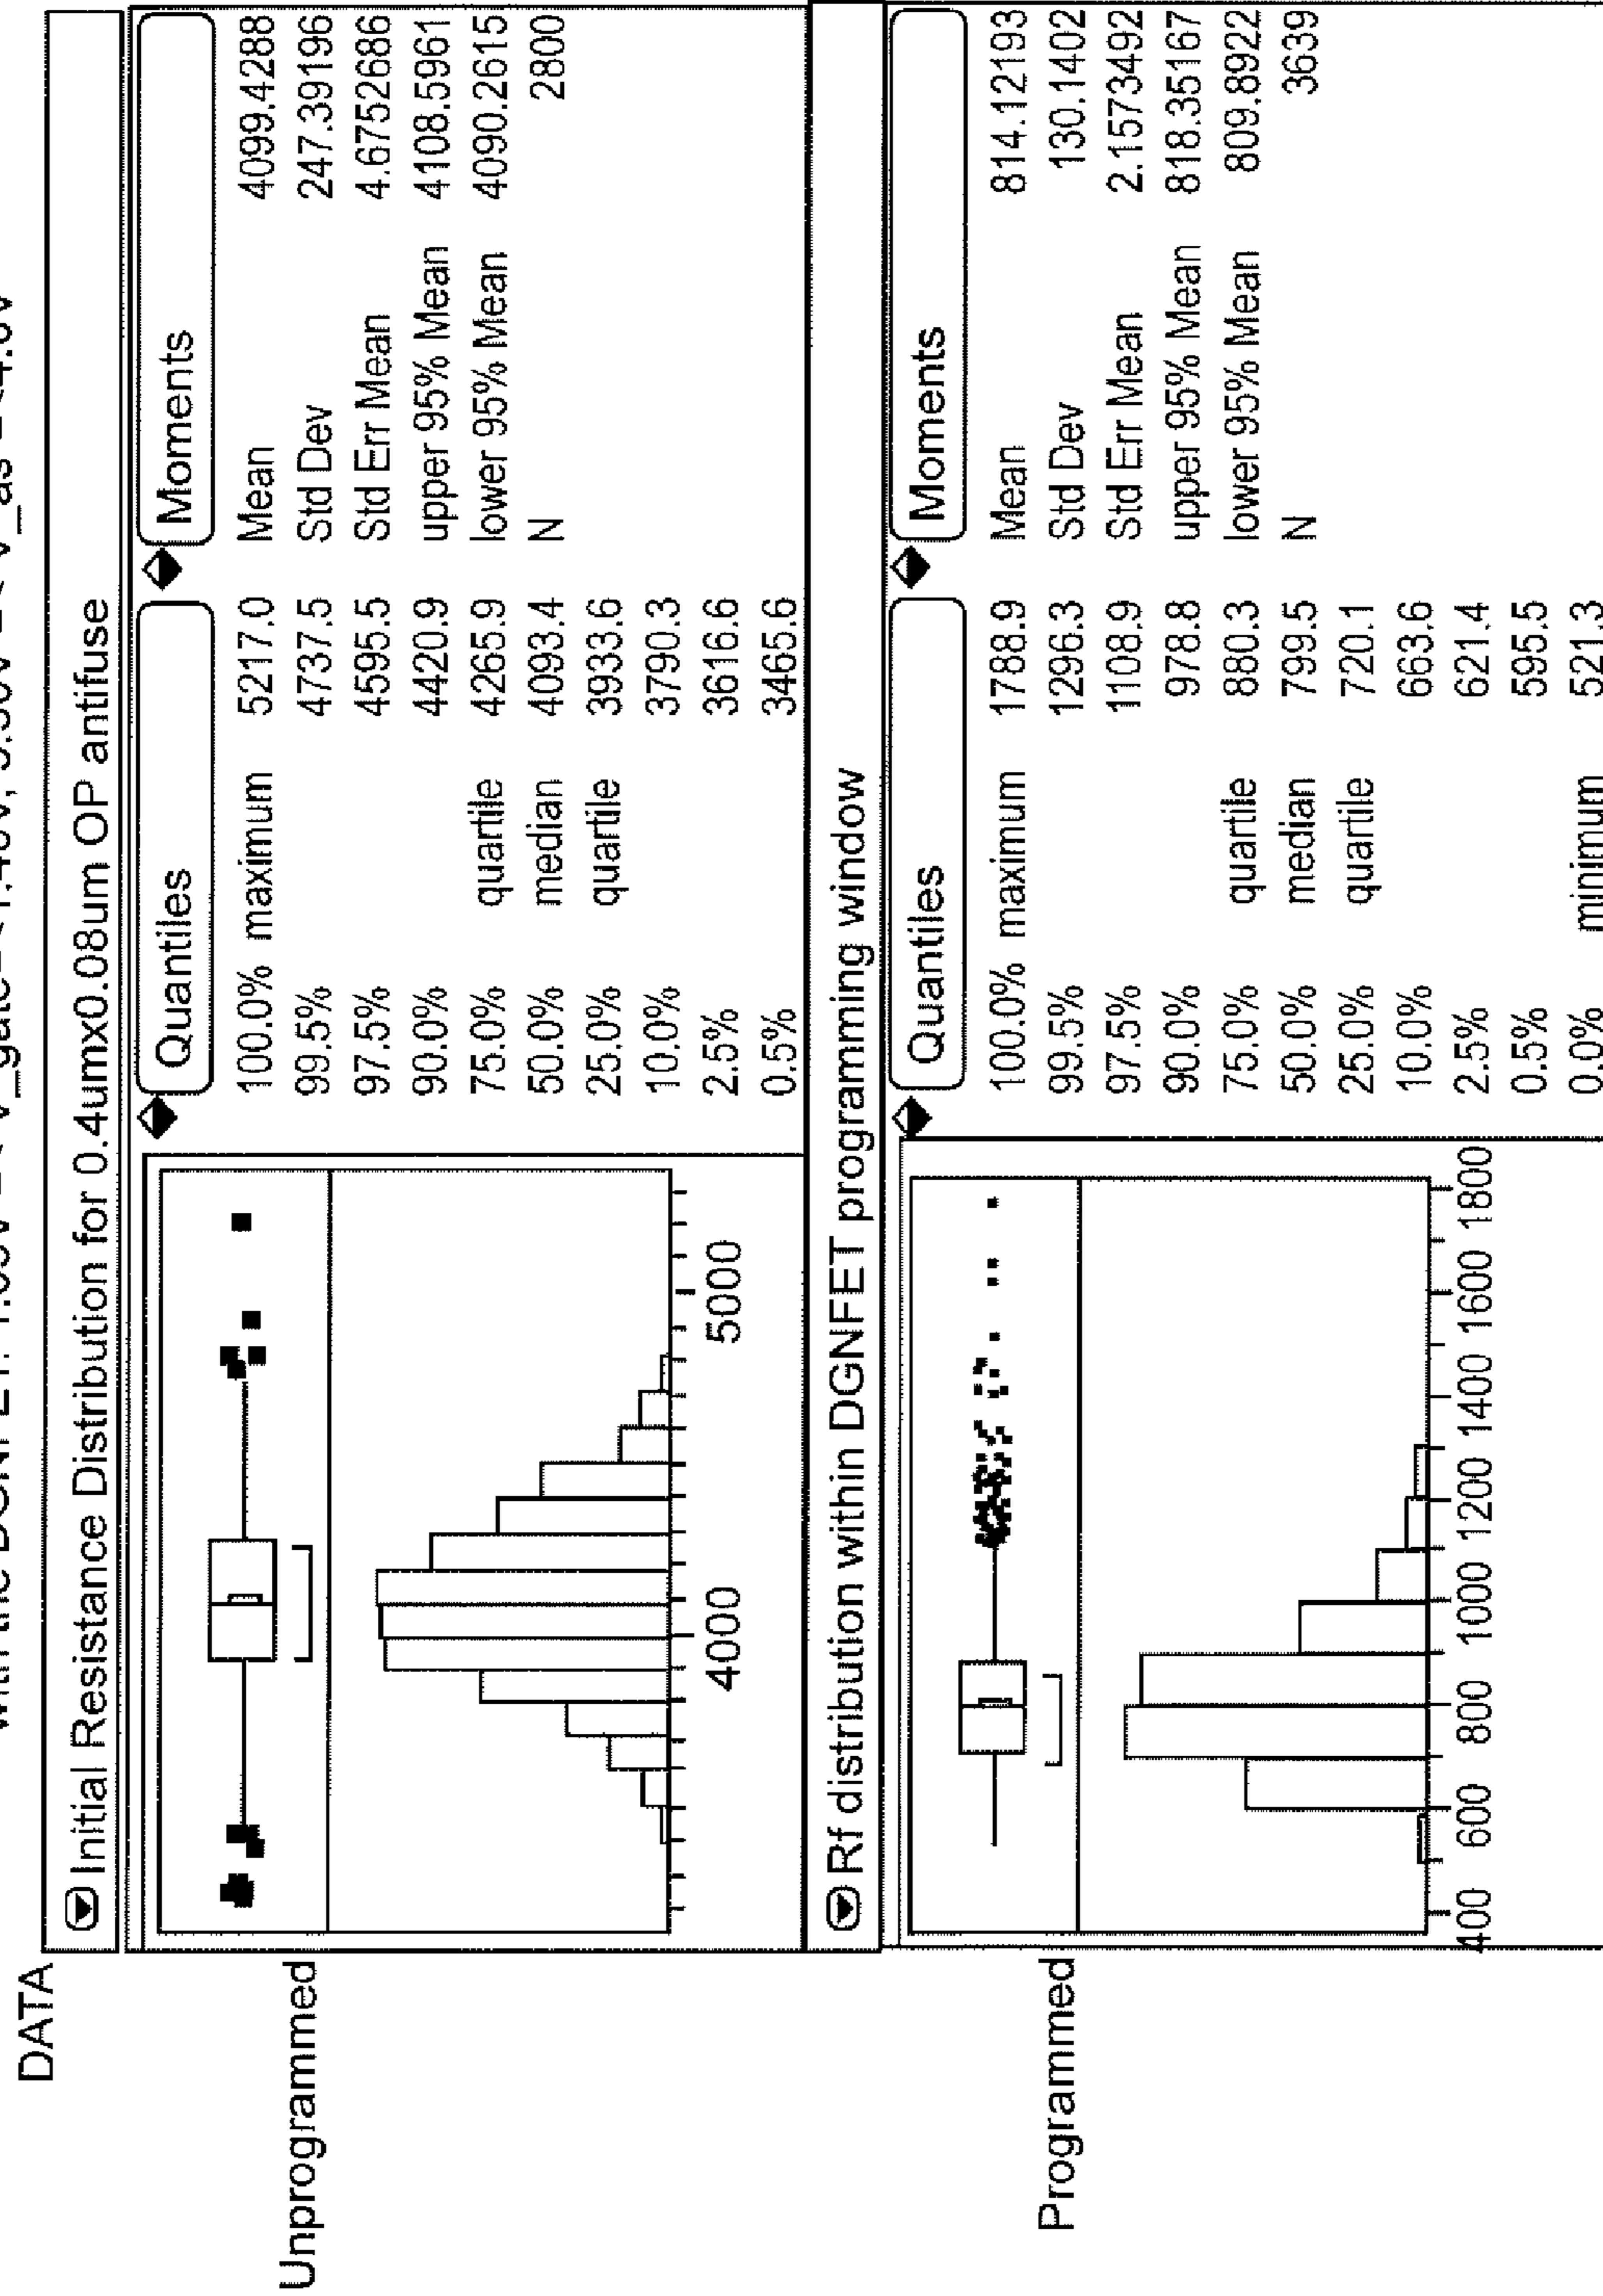 DATA
Initial Resistance Distribution for 0.4umx0.08um OP antifuse
Unprogrammed
4000 5000
Quantiles
100.0% maximum 5217.0
99.5% 4737.5
97.5% 4595.5
90.0% 4420.9
75.0% quartile 4265.9
50.0% median 4093.4
25.0% quartile 3933.6
10.0% 3790.3
2.5% 3616.6
0.5% 3465.6
Moments
Mean 4099.4288
Std Dev 247.39196
Std Err Mean 4.6752686
upper 95% Mean 4108.5961
lower 95% Mean 4090.2615
N 2800
Rf distribution within DGNFET programming window
Programmed
400 600 800 1000 1200 1400 1600 1800
Quantiles
100.0% maximum 1788.9
99.5% 1296.3
97.5% 1108.9
90.0% 978.8
75.0% quartile 880.3
50.0% median 799.5
25.0% quartile 720.1
10.0% 663.6
2.5% 621.4
0.5% 595.5
0.0% minimum 521.3
Moments
Mean 814.12193
Std Dev 130.1402
Std Err Mean 2.1573492
upper 95% Mean 818.35167
lower 95% Mean 809.8922
N 3639